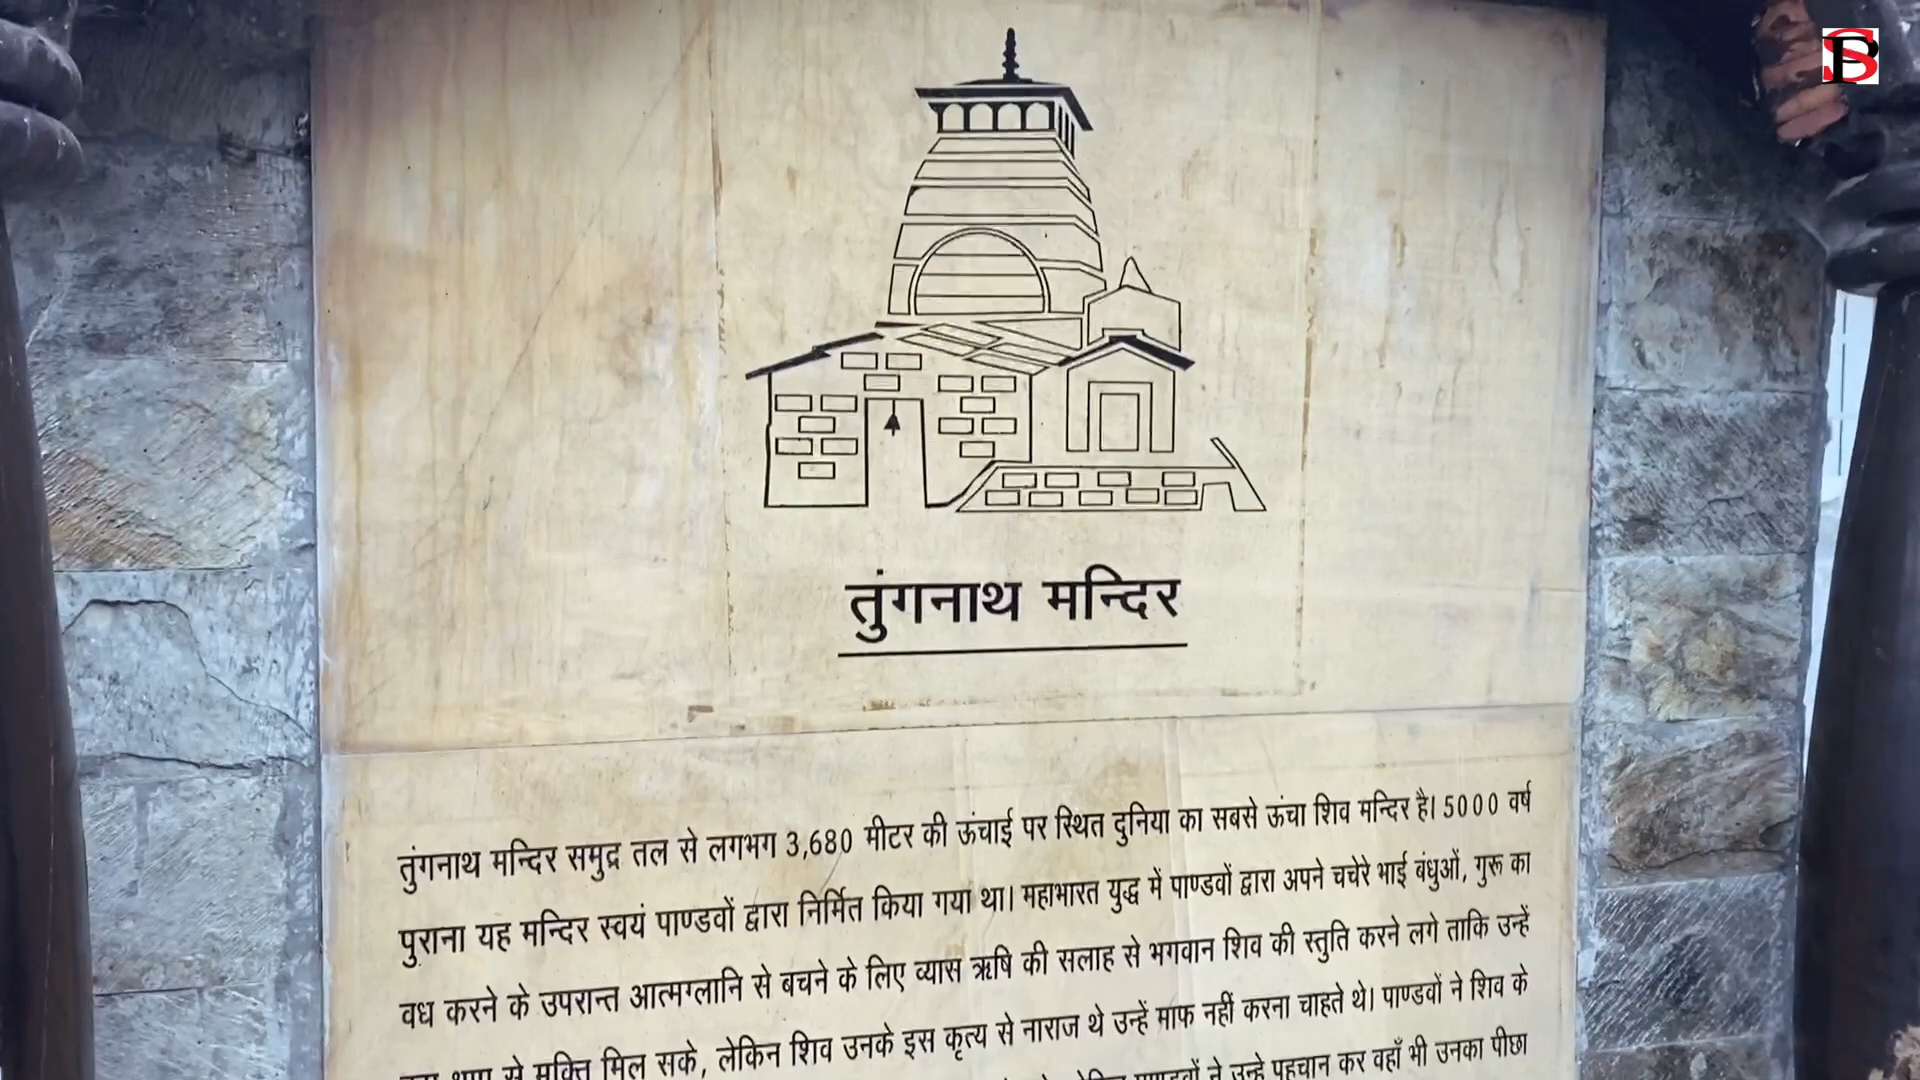 SP
तुंगनाथ मन्दिर
तुंगनाथ मन्दिर समुद्र तल से लगभग 3,680 मीटर की ऊंचाई पर स्थित दुनिया का सबसे ऊंचा शिव मन्दिर है। 5000 वर्ष
पुराना यह मन्दिर स्वयं पाण्डवों द्वारा निर्मित किया गया था। महाभारत युद्ध में पाण्डवों द्वारा अपने चचेरे भाई बंधुओं, गुरू का
वध करने के उपरान्त आत्मग्लानि से बचने के लिए व्यास ऋषि की सलाह से भगवान शिव की स्तुति करने लगे ताकि उन्हें
से मुक्ति मिल सके, लेकिन शिव उनके इस कृत्य से नाराज थे उन्हें माफ नहीं करना चाहते थे। पाण्डवों ने शिव के
ने उन्हे पहचान कर वहाँ भी उनका पीछा